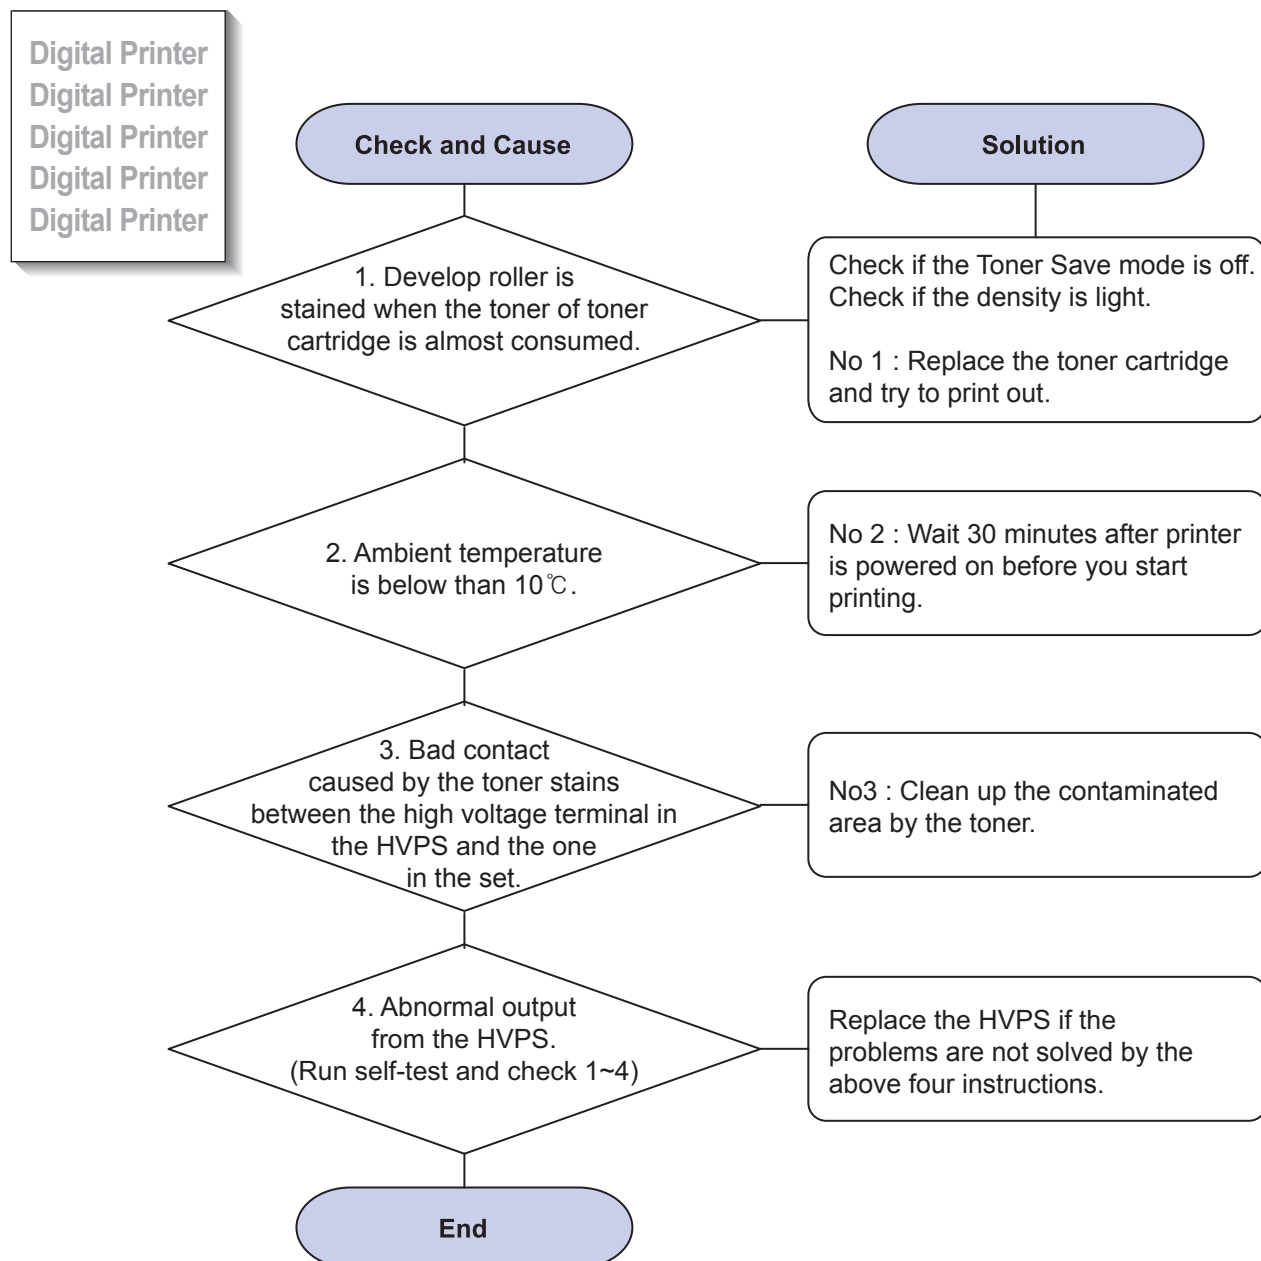 Digital Printer
Digital Printer
Digital Printer
Digital Printer
Digital Printer
Check and Cause
Solution
1. Develop roller is
stained when the toner of toner
cartridge is almost consumed.
Check if the Toner Save mode is off.
Check if the density is light.
No 1 : Replace the toner cartridge
and try to print out.
2. Ambient temperature
is below than 10℃.
No 2 : Wait 30 minutes after printer
is powered on before you start
printing.
3. Bad contact
caused by the toner stains
between the high voltage terminal in
the HVPS and the one
in the set.
No3 : Clean up the contaminated
area by the toner.
4. Abnormal output
from the HVPS.
(Run self-test and check 1~4)
Replace the HVPS if the
problems are not solved by the
above four instructions.
End